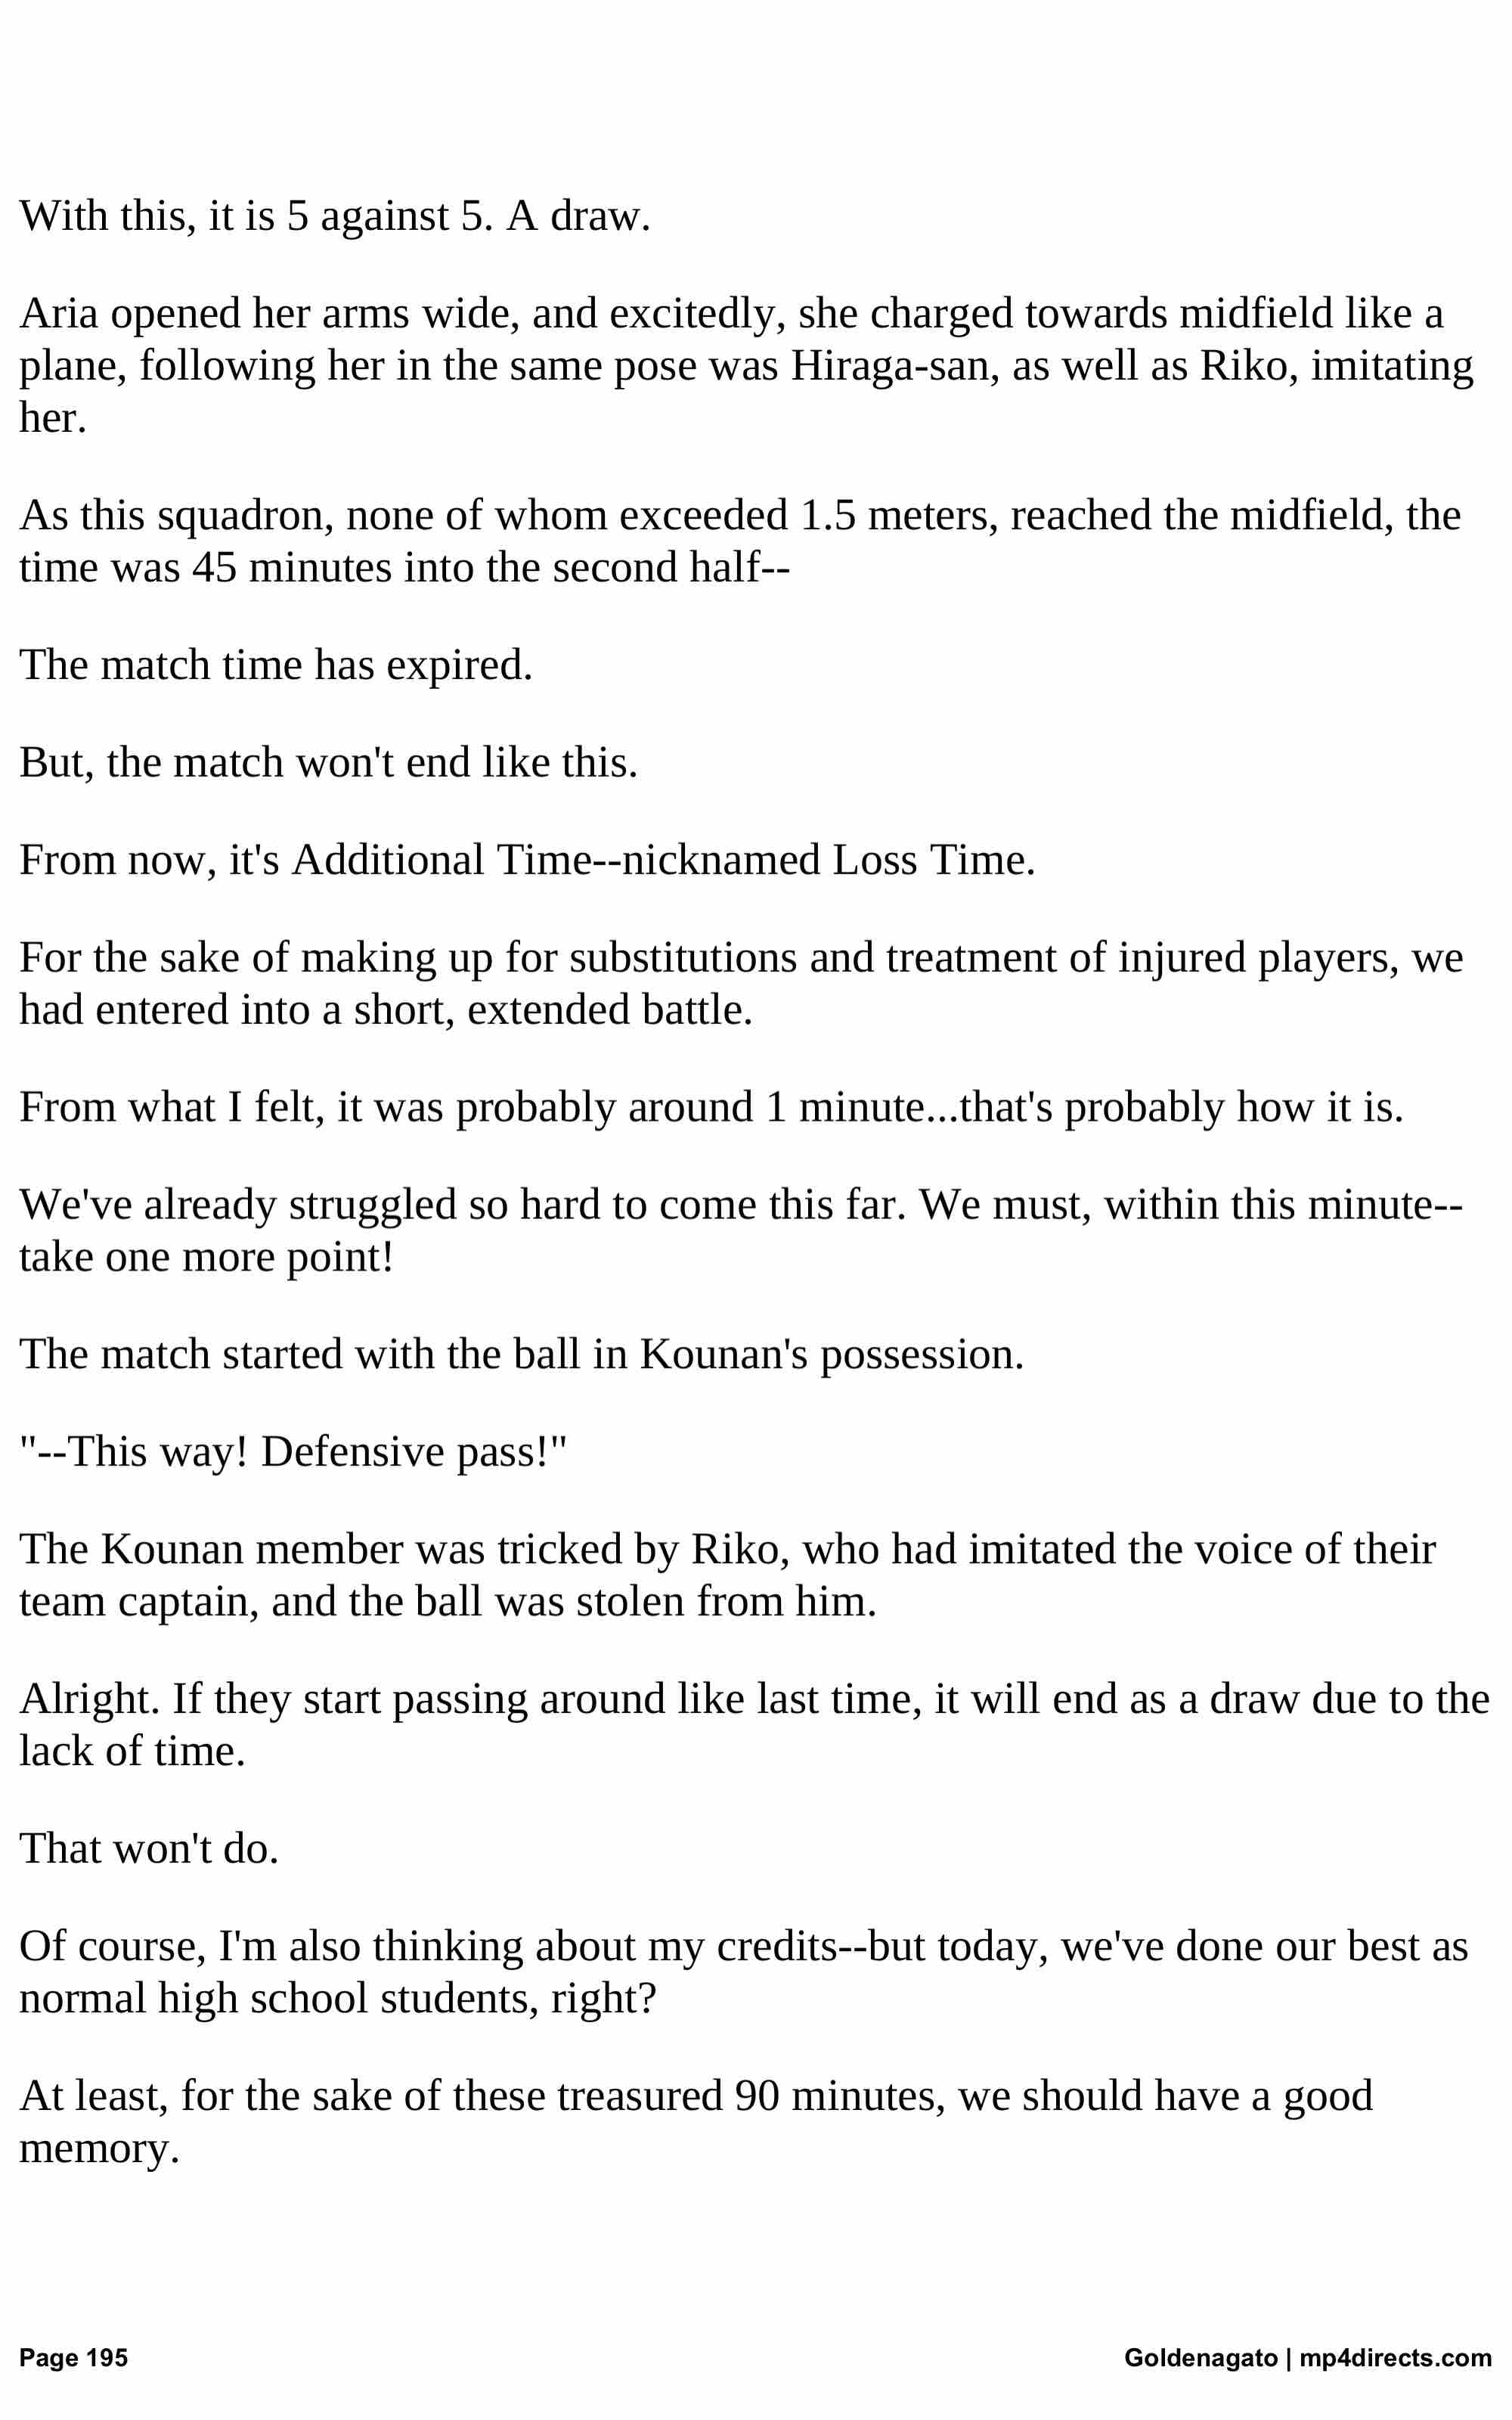 With this, it is 5 against 5. A draw.
Aria opened her arms wide, and excitedly, she charged towards midfield like a
plane, following her in the same pose was Hiraga-san, as well as Riko, imitating
her.
As this squadron, none of whom exceeded 1.5 meters, reached the midfield, the
time was 45 minutes into the second half--
The match time has expired.
But, the match won't end like this.
From now, it's Additional Time--nicknamed Loss Time.
For the sake of making up for substitutions and treatment of injured players, we
had entered into a short, extended battle.
From what I felt, it was probably around 1 minute...that's probably how it is.
We've already struggled so hard to come this far. We must, within this minute--
take one more point!
The match started with the ball in Kounan's possession.
"--This way! Defensive pass!"
The Kounan member was tricked by Riko, who had imitated the voice of their
team captain, and the ball was stolen from him.
Alright. If they start passing around like last time, it will end as a draw due to the
lack of time.
That won't do.
Of course, I'm also thinking about my credits--but today, we've done our best as
normal high school students, right?
At least, for the sake of these treasured 90 minutes, we should have a good
memory.
Page 195
Goldenagato | mp4directs.com